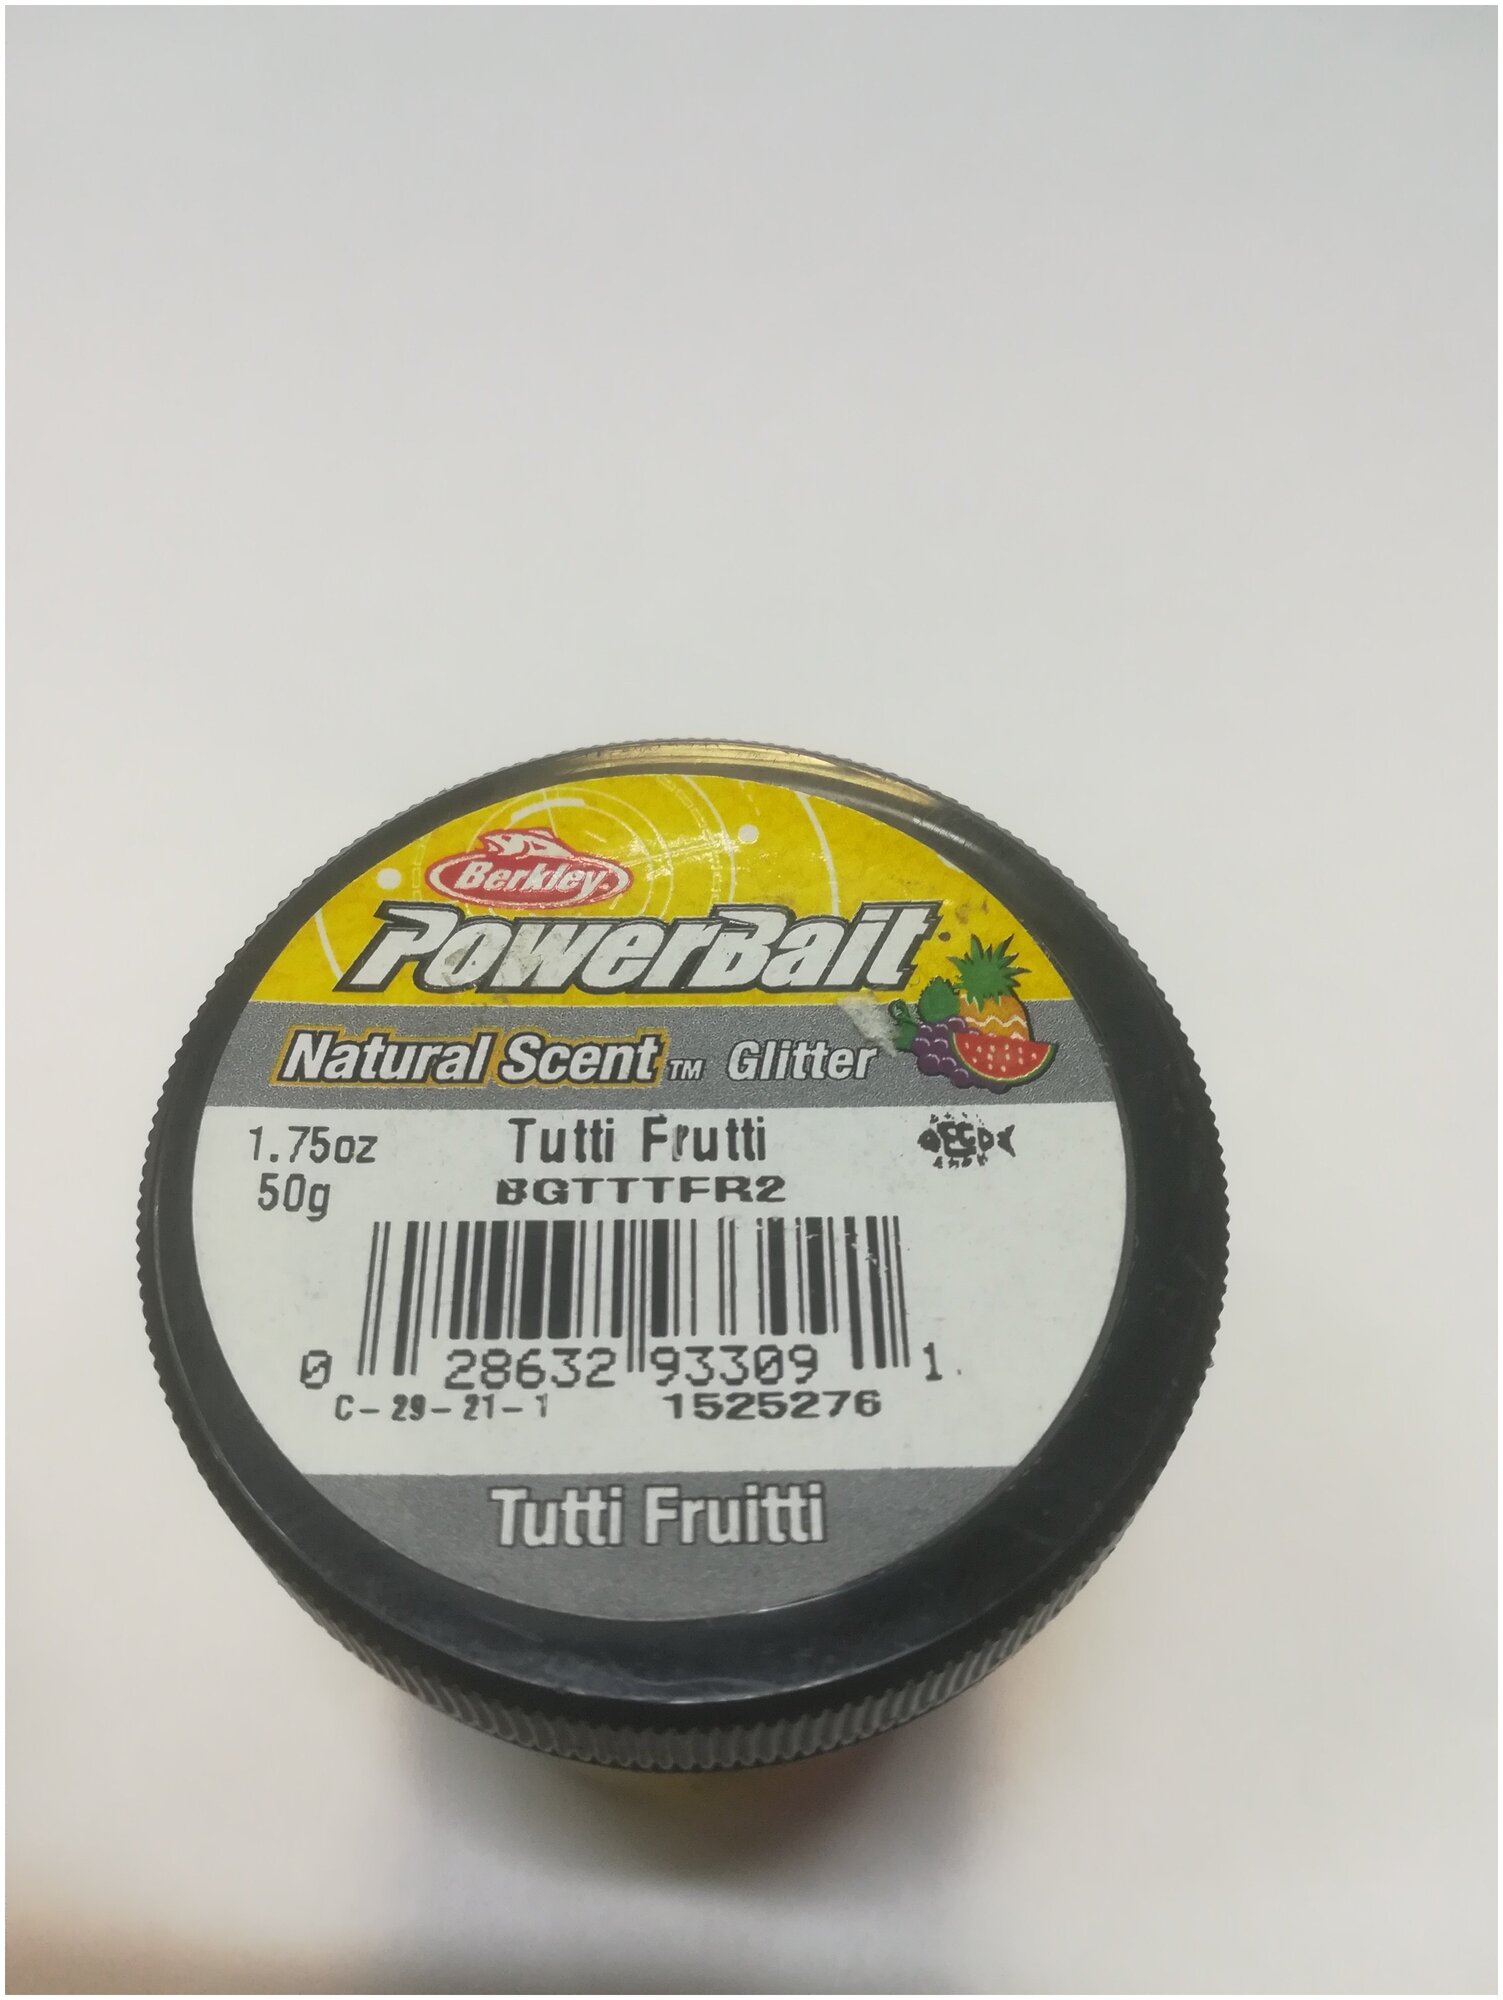 Berkley
PowerBait
Natural Scent™ Glitter
1.75oz Tutti Frutti
50g BGTTTFR2
0 28632 93309 1
C-29-21-1 1525276
Tutti Fruitti